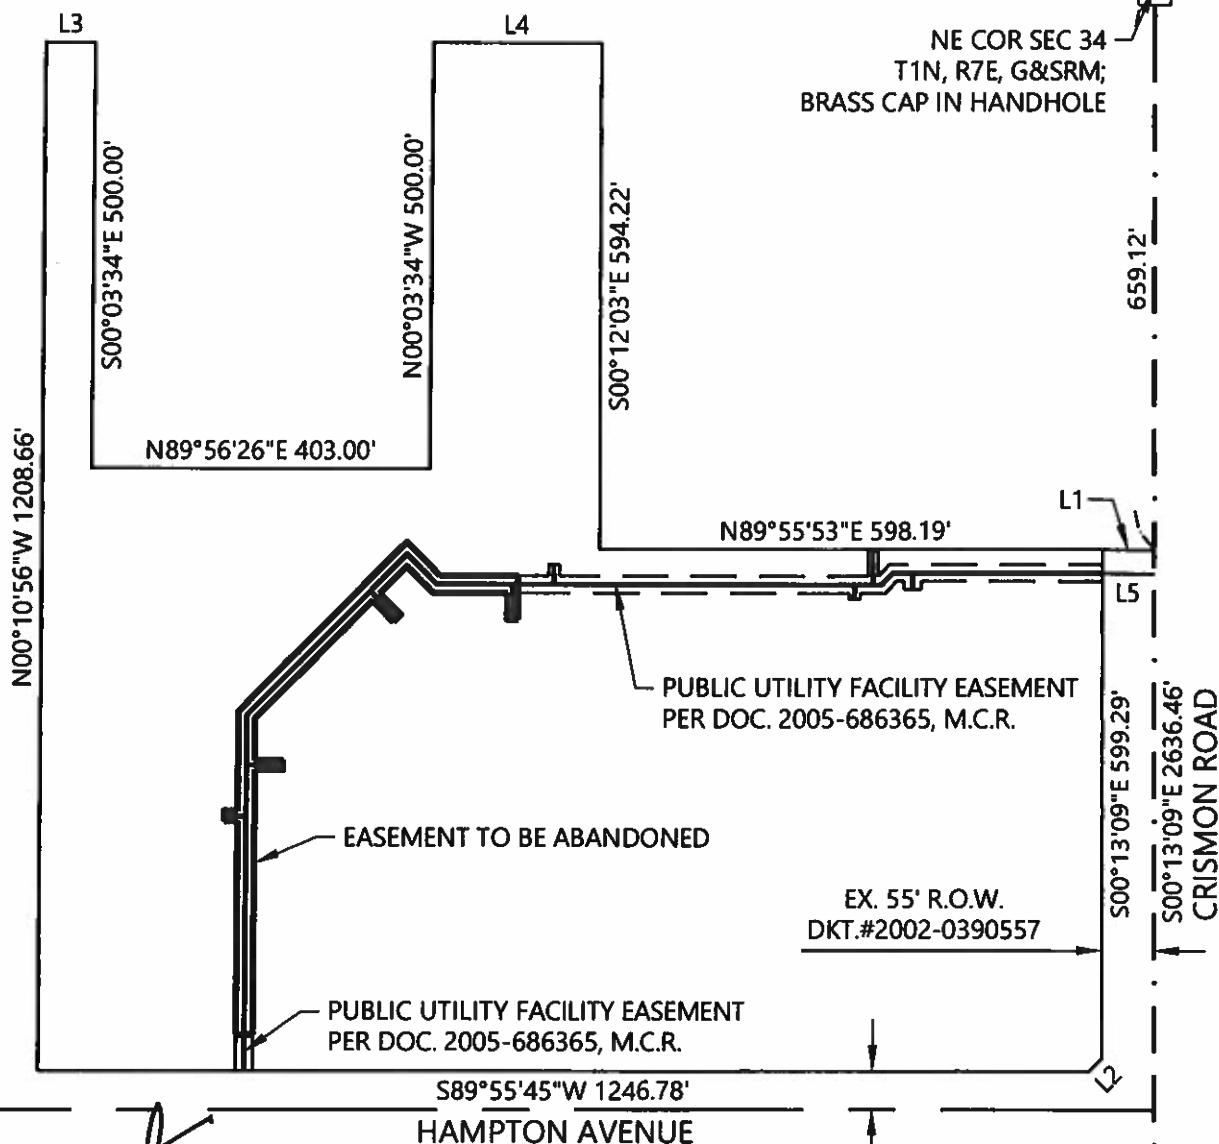 L3
L4
NE COR SEC 34
T1N, R7E, G&SRM;
BRASS CAP IN HANDHOLE
S00°03'34"E 500.00'
N00°03'34"W 500.00'
S00°12'03"E 594.22'
659.12'
N89°56'26"E 403.00'
N00°10'56"W 1208.66'
L1
N89°55'53"E 598.19'
L5
PUBLIC UTILITY FACILITY EASEMENT
PER DOC. 2005-686365, M.C.R.
S00°13'09"E 599.29'
S00°13'09"E 2636.46'
CRISMON ROAD
EASEMENT TO BE ABANDONED
EX. 55' R.O.W.
DKT.#2002-0390557
PUBLIC UTILITY FACILITY EASEMENT
PER DOC. 2005-686365, M.C.R.
L2
S89°55'45"W 1246.78'
HAMPTON AVENUE